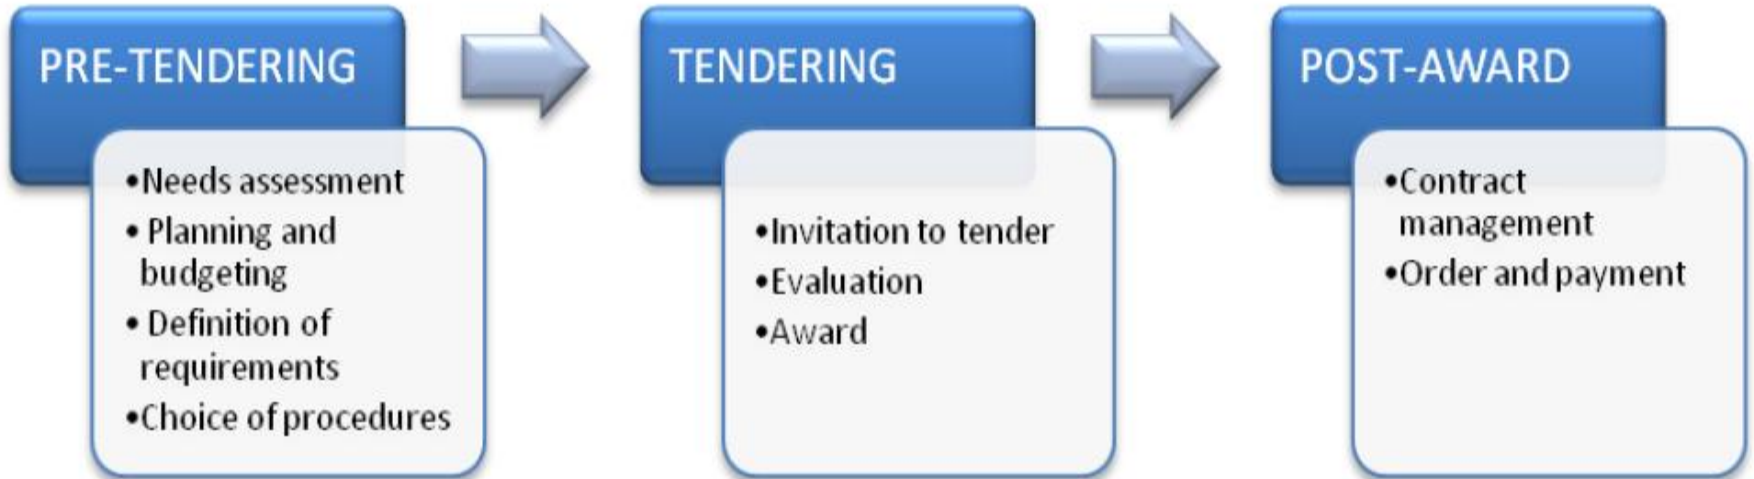 PRE-TENDERING
•Needs assessment
• Planning and
budgeting
• Definition of
requirements
•Choice of procedures
TENDERING
•Invitation to tender
•Evaluation
•Award
POST-AWARD
•Contract
management
•Order and payment